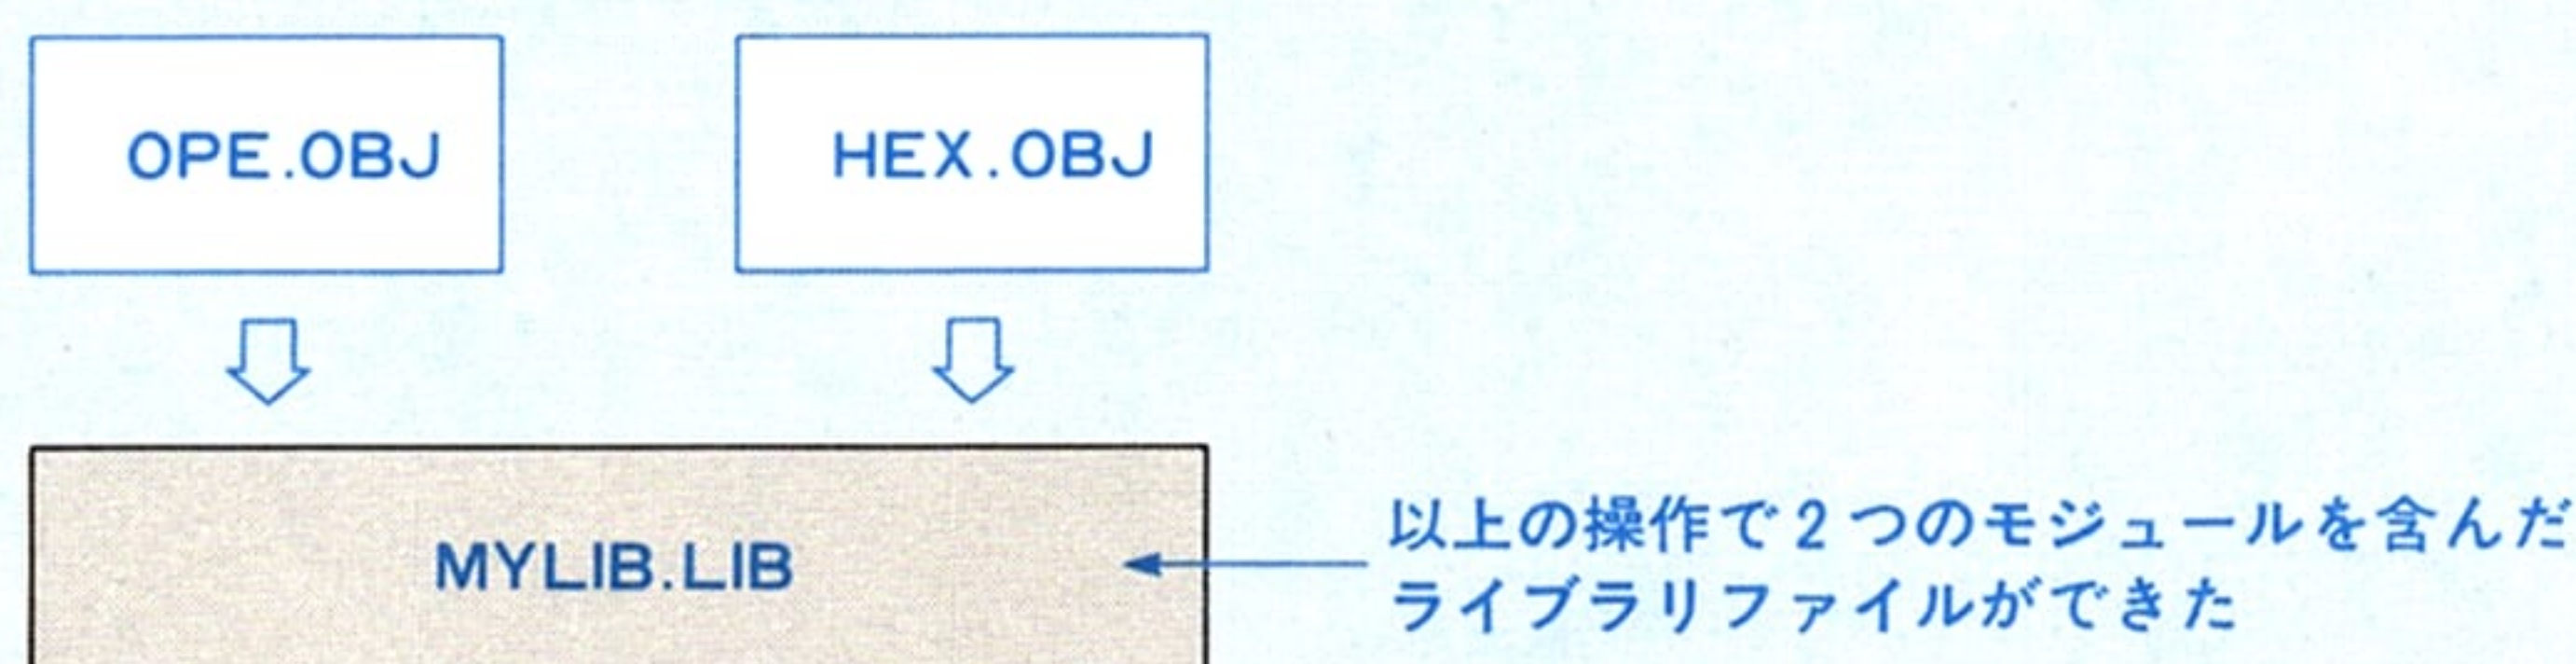 OPE.OBJ
HEX.OBJ
MYLIB.LIB
以上の操作で2つのモジュールを含んだ
ライブラリファイルができた